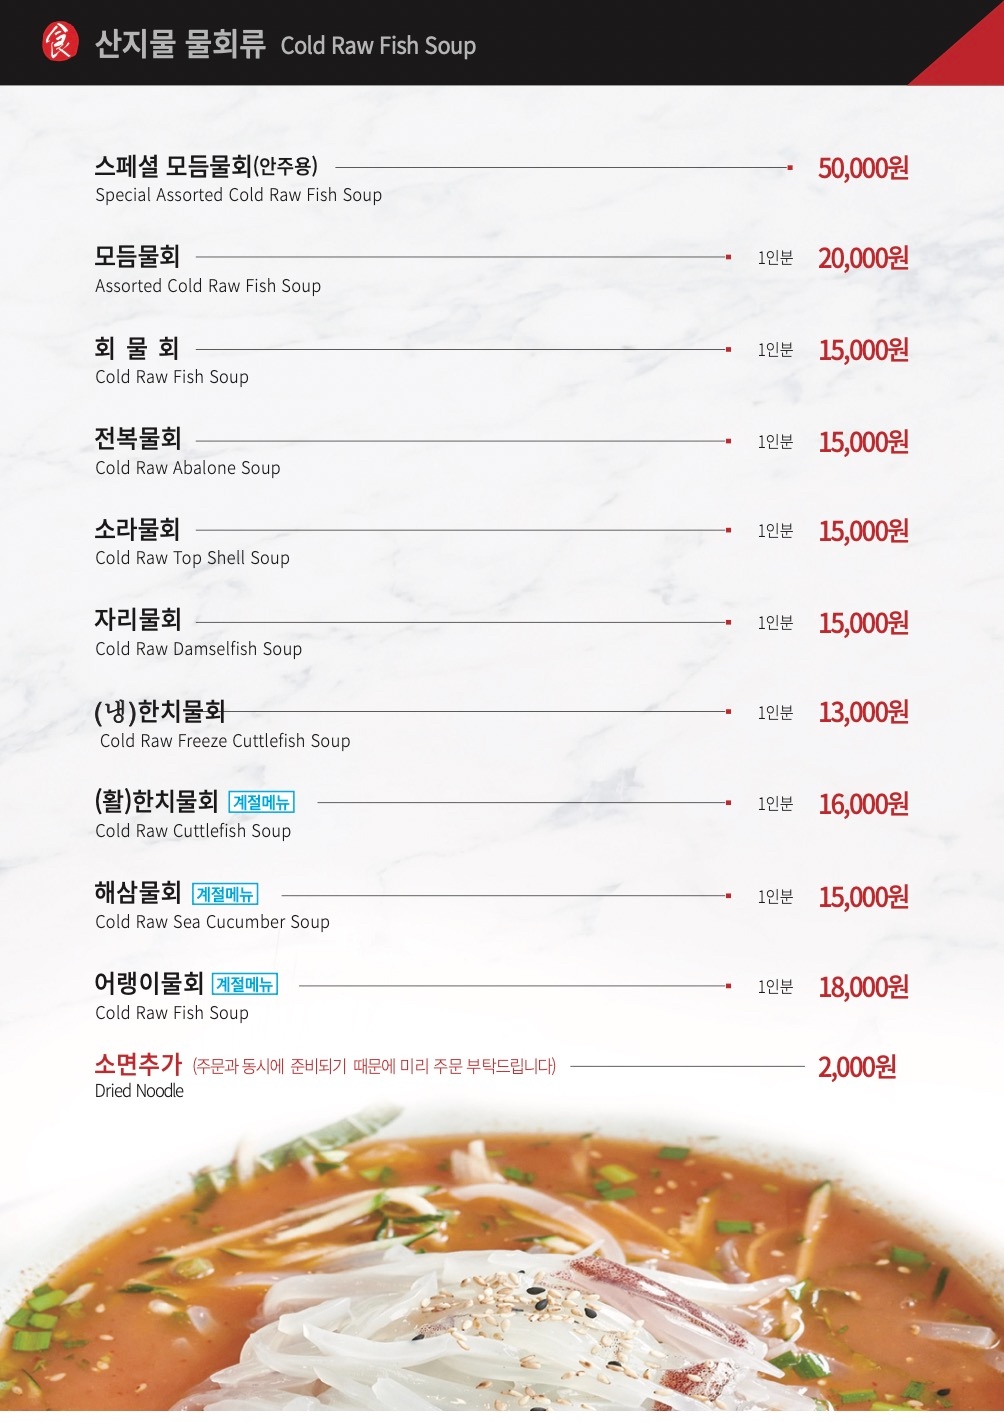 食 산지물 물회류 Cold Raw Fish Soup
스페셜 모듬물회(안주용) 50,000원
Special Assorted Cold Raw Fish Soup
모듬물회 1인분 20,000원
Assorted Cold Raw Fish Soup
회 물 회 1인분 15,000원
Cold Raw Fish Soup
전복물회 1인분 15,000원
Cold Raw Abalone Soup
소라물회 1인분 15,000원
Cold Raw Top Shell Soup
자리물회 1인분 15,000원
Cold Raw Damselfish Soup
(냉)한치물회 1인분 13,000원
Cold Raw Freeze Cuttlefish Soup
(활)한치물회 계절메뉴 1인분 16,000원
Cold Raw Cuttlefish Soup
해삼물회 계절메뉴 1인분 15,000원
Cold Raw Sea Cucumber Soup
어랭이물회 계절메뉴 1인분 18,000원
Cold Raw Fish Soup
소면추가 (주문과 동시에 준비되기 때문에 미리 주문 부탁드립니다) 2,000원
Dried Noodle